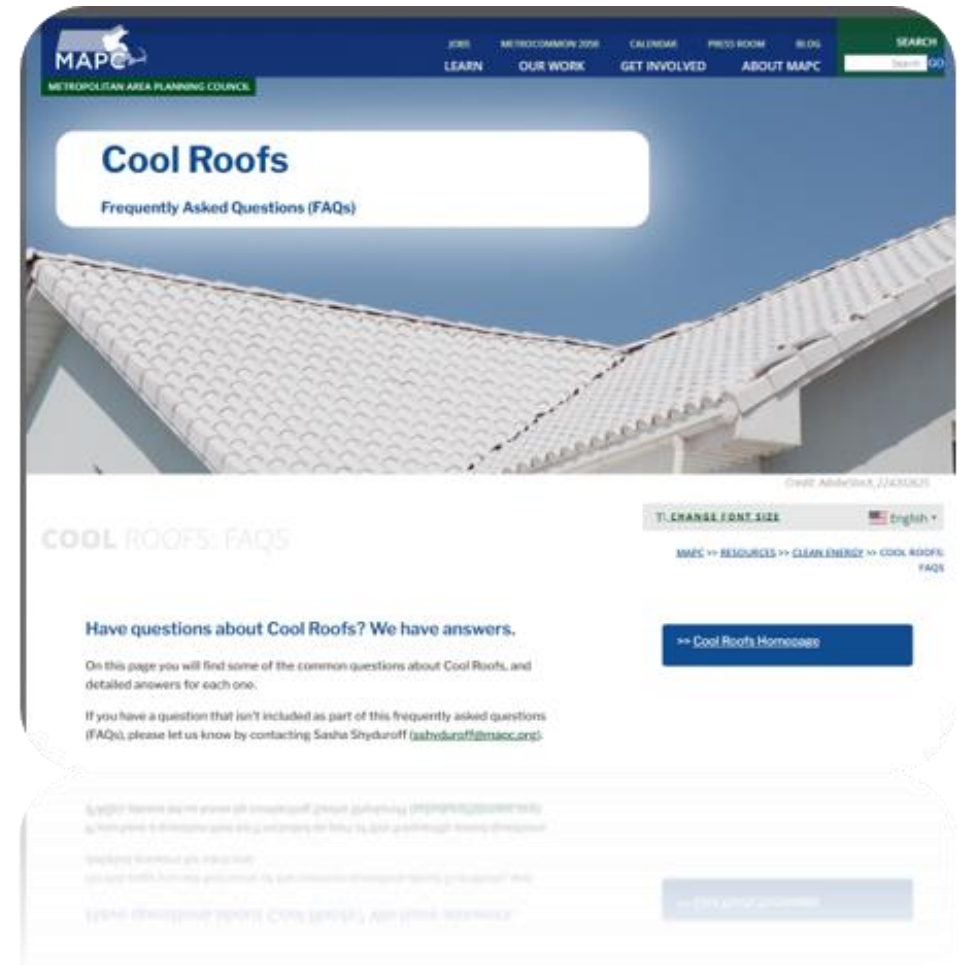 JOBS METROCOMMON 2050 CALENDAR PRESS ROOM BLOG SEARCH
MAPC
LEARN OUR WORK GET INVOLVED ABOUT MAPC Search GO
METROPOLITAN AREA PLANNING COUNCIL
Cool Roofs
Frequently Asked Questions (FAQs)
Credit: AdobeStock_224202625
CHANGE FONT SIZE English
COOL ROOFS: FAQS
MAPC >> RESOURCES >> CLEAN ENERGY >> COOL ROOFS:
FAQS
Have questions about Cool Roofs? We have answers.
>> Cool Roofs Homepage
On this page you will find some of the common questions about Cool Roofs, and
detailed answers for each one.
If you have a question that isn't included as part of this frequently asked questions
(FAQs), please let us know by contacting Sasha Shyduroff (sshyduroff@mapc.org).